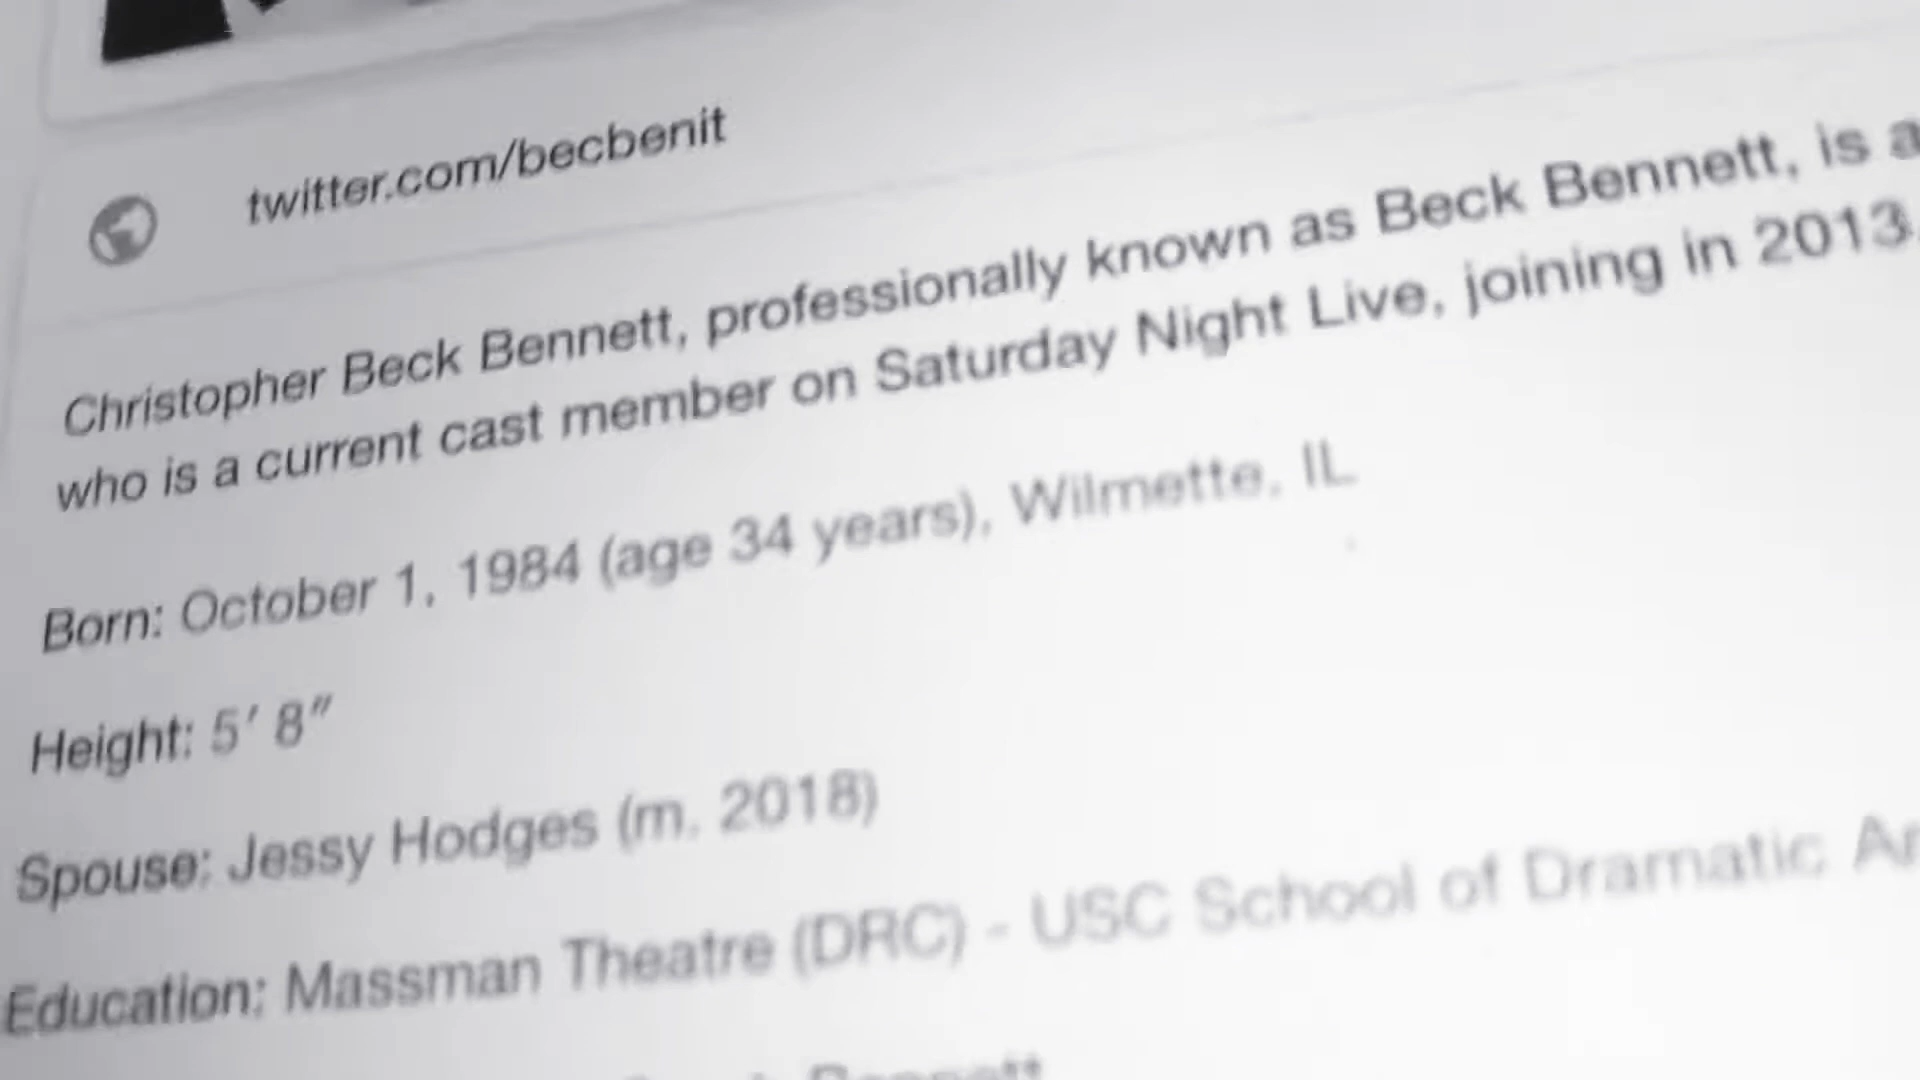 twitter.com/becbenit
Christopher Beck Bennett, professionally known as Beck Bennett, is a
who is a current cast member on Saturday Night Live, joining in 2013
Born: October 1, 1984 (age 34 years), Wilmette, IL
Height: 5′ 8″
Spouse: Jessy Hodges (m. 2018)
Education: Massman Theatre (DRC) - USC School of Dramatic
Bennett